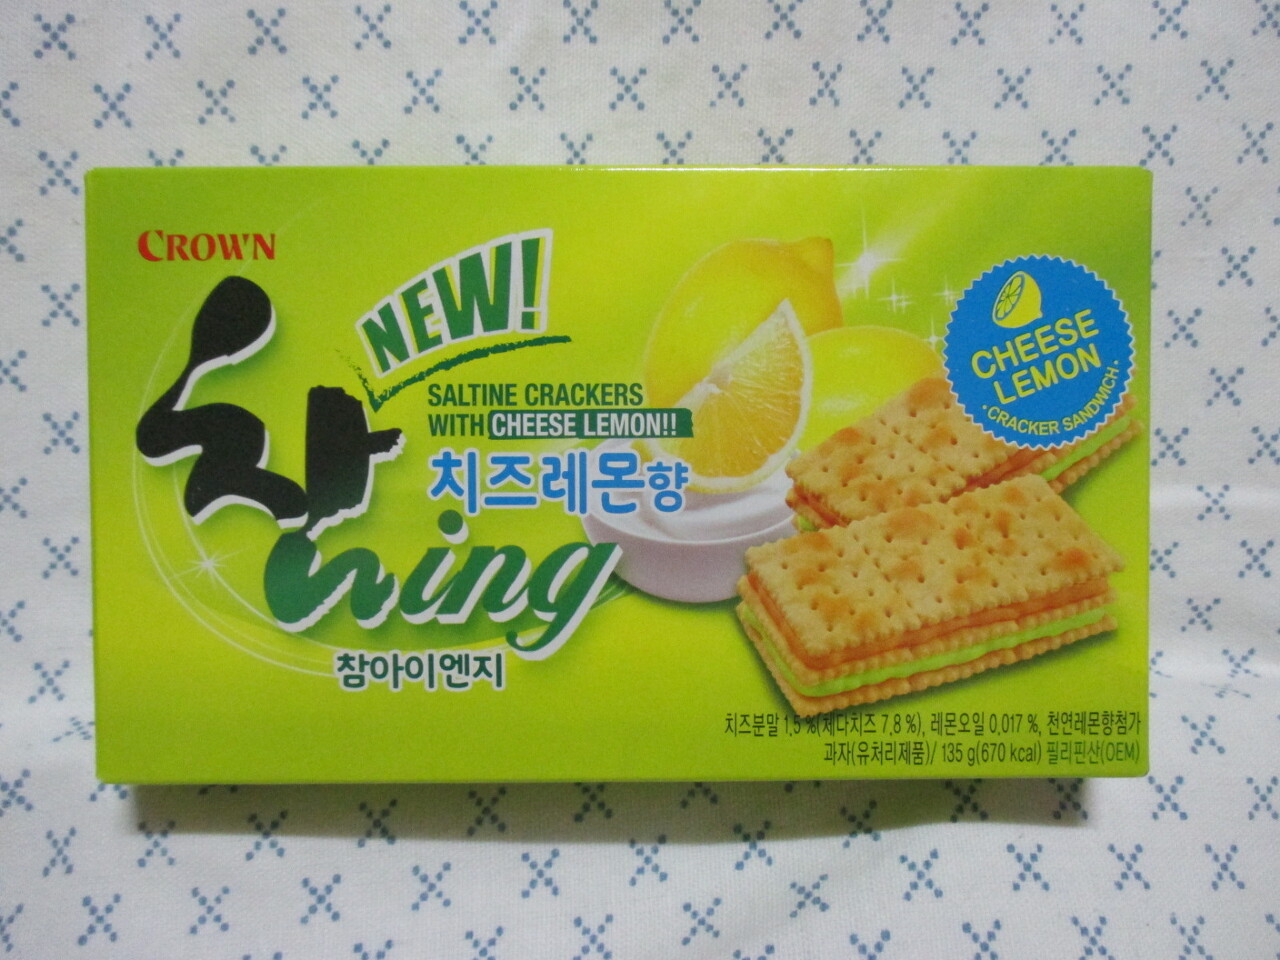 CROWN
NEW!
SALTINE CRACKERS
WITH CHEESE LEMON!!
치즈레몬향
참ing
참아이엔지
CHEESE
LEMON
·CRACKER SANDWICH·
치즈분말 1.5 %(체다치즈 7.8 %), 레몬오일 0.017 %, 천연레몬향첨가
과자(유처리제품)/ 135 g(670 kcal) 필리핀산(OEM)